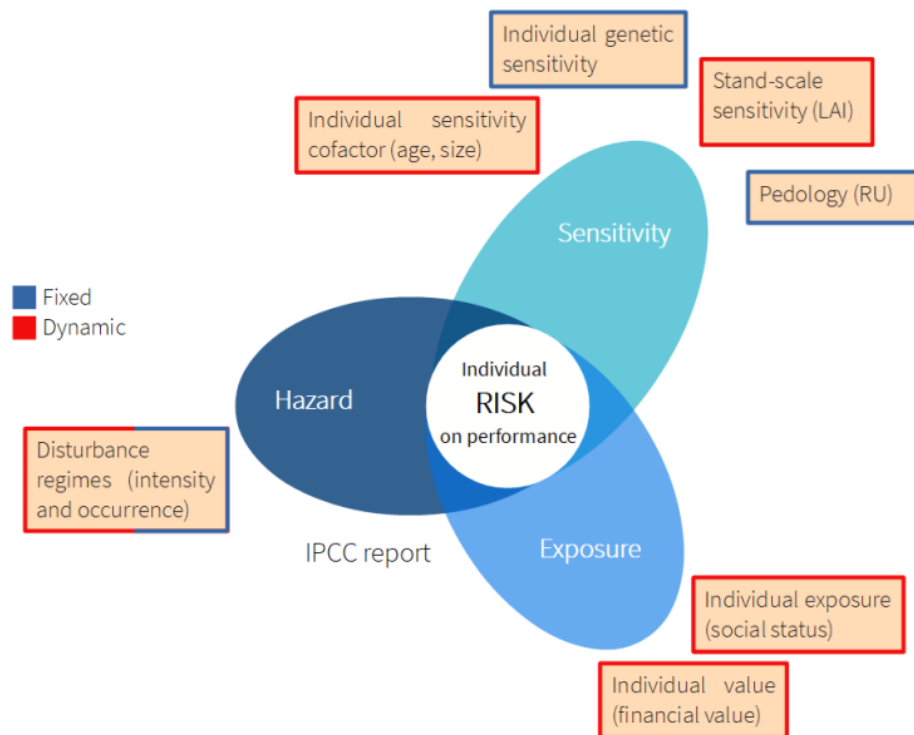 Individual genetic
sensitivity
Stand-scale
sensitivity (LAI)
Individual sensitivity
cofactor (age, size)
Pedology (RU)
Sensitivity
Fixed
Dynamic
Individual
RISK
on performance
Hazard
Disturbance
regimes (intensity
and occurrence)
IPCC report
Exposure
Individual exposure
(social status)
Individual value
(financial value)